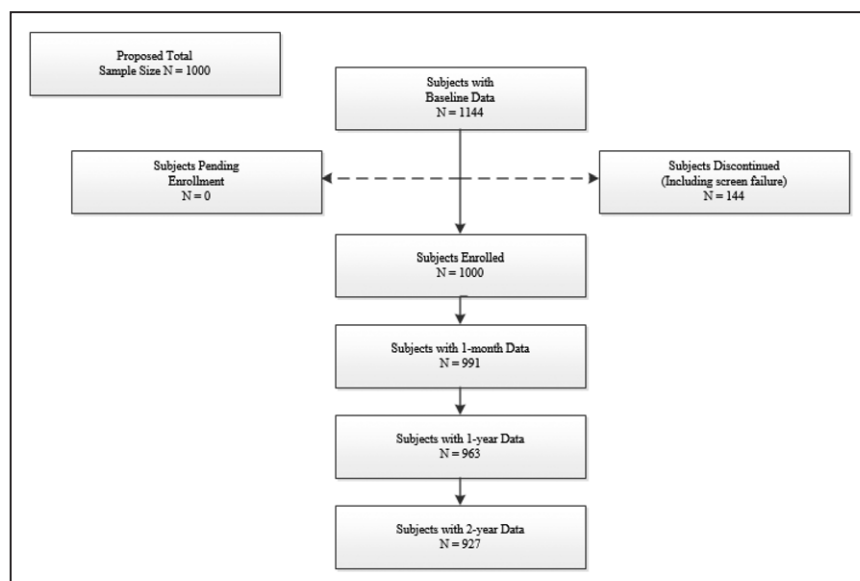 Proposed Total
Sample Size N = 1000
Subjects with
Baseline Data
N = 1144
Subjects Pending
Enrollment
N = 0
Subjects Discontinued
(Including screen failure)
N = 144
Subjects Enrolled
N = 1000
Subjects with 1-month Data
N = 991
Subjects with 1-year Data
N = 963
Subjects with 2-year Data
N = 927